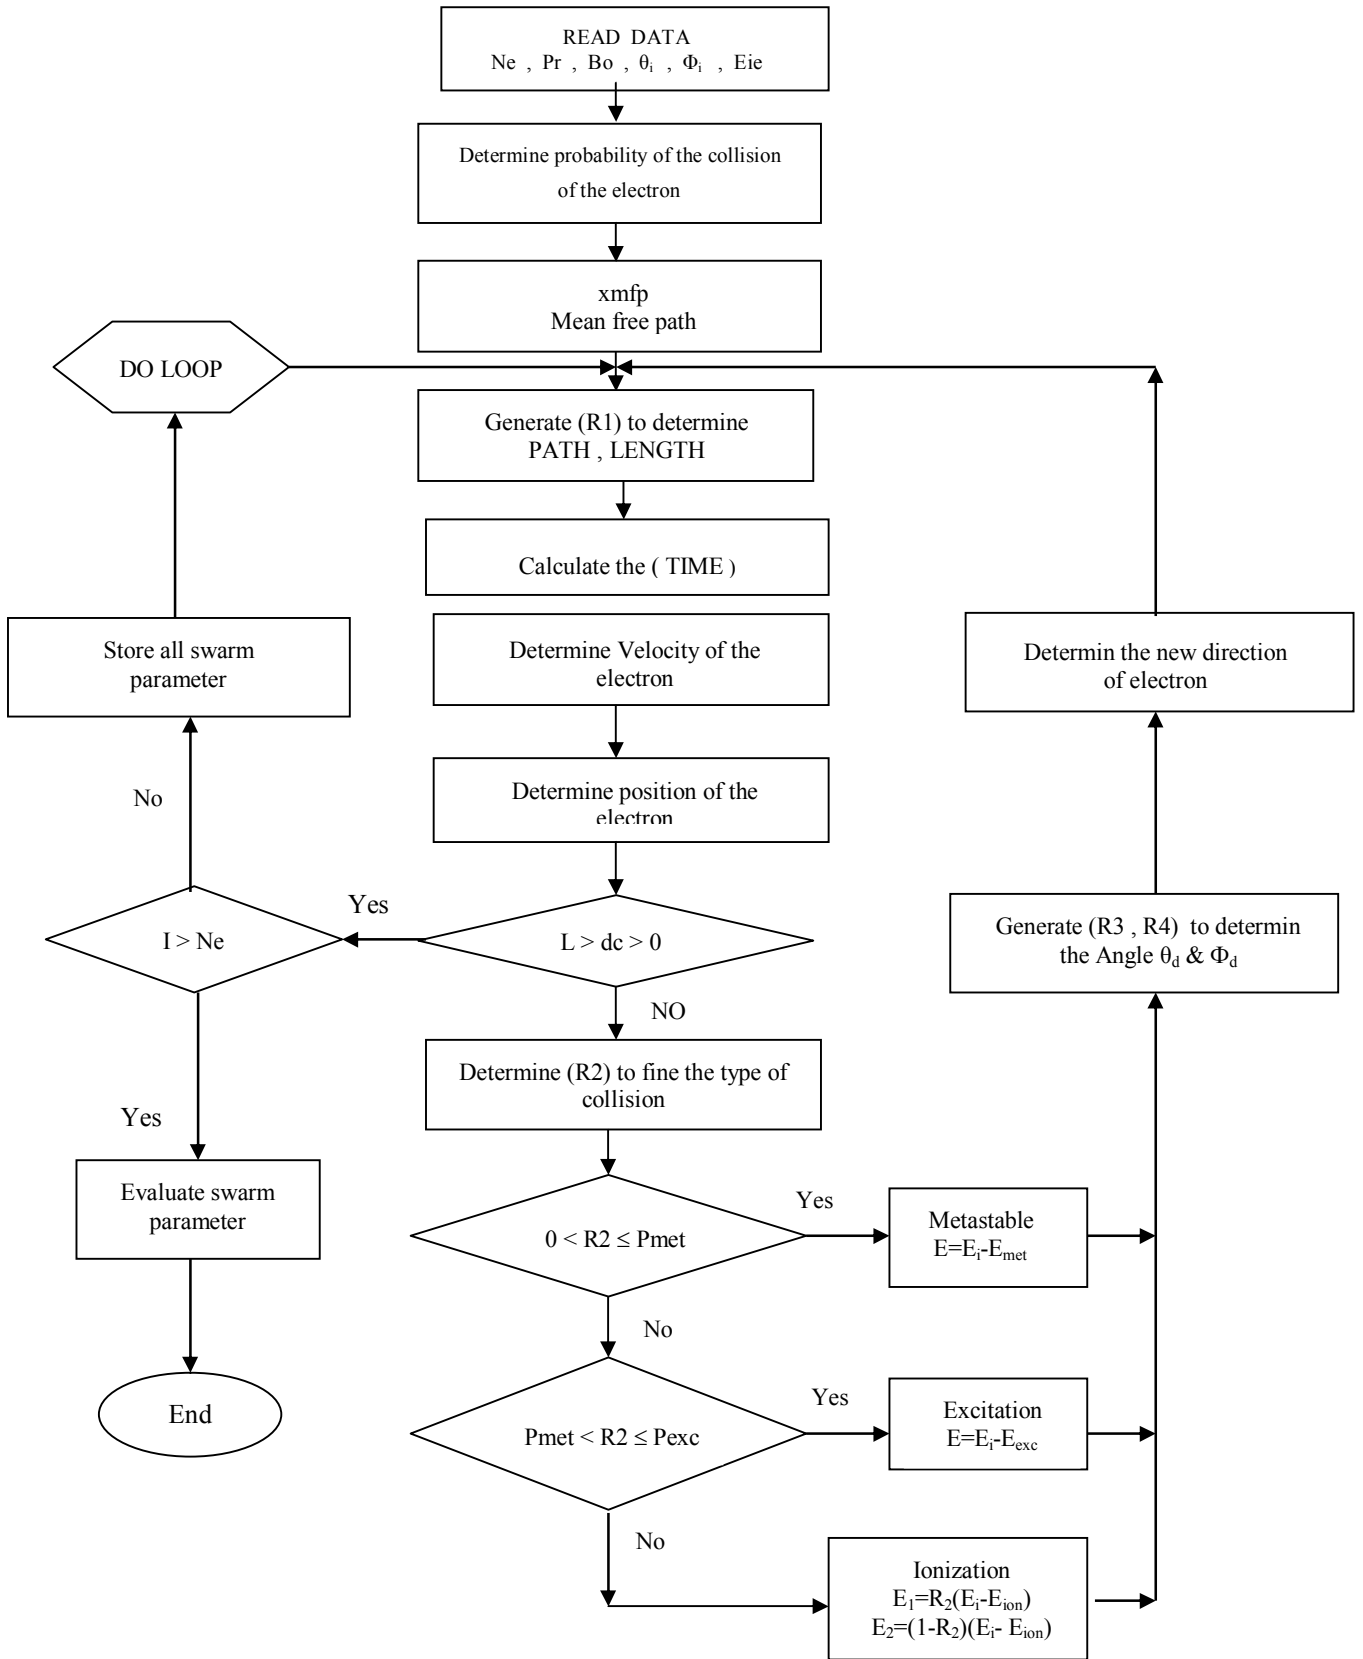 READ DATA
Ne , Pr , Bo , θi , Φi , Eie
Determine probability of the collision
of the electron
xmfp
Mean free path
DO LOOP
Generate (R1) to determine
PATH , LENGTH
Calculate the ( TIME )
Store all swarm
parameter
Determine Velocity of the
electron
Determin the new direction
of electron
No
Determine position of the
electron
Yes
I > Ne
L > dc > 0
Generate (R3 , R4) to determin
the Angle θd & Φd
NO
Determine (R2) to fine the type of
collision
Yes
Evaluate swarm
parameter
0 < R2 ≤ Pmet
Yes
Metastable
E=Ei-Emet
No
End
Pmet < R2 ≤ Pexc
Yes
Excitation
E=Ei-Eexc
No
Ionization
E1=R2(Ei-Eion)
E2=(1-R2)(Ei- Eion)